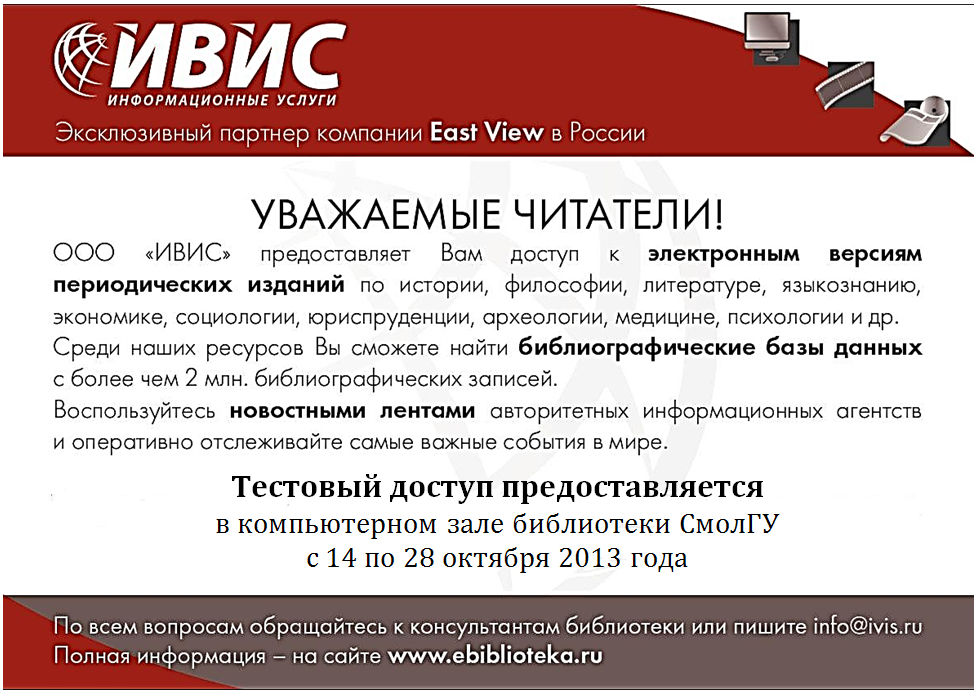 ИВИС
ИНФОРМАЦИОННЫЕ УСЛУГИ
Эксклюзивный партнер компании East View в России
УВАЖАЕМЫЕ ЧИТАТЕЛИ!
ООО «ИВИС» предоставляет Вам доступ к электронным версиям
периодических изданий по истории, философии, литературе, языкознанию,
экономике, социологии, юриспруденции, археологии, медицине, психологии и др.
Среди наших ресурсов Вы сможете найти библиографические базы данных
с более чем 2 млн. библиографических записей.
Воспользуйтесь новостными лентами авторитетных информационных агентств
и оперативно отслеживайте самые важные события в мире.
Тестовый доступ предоставляется
в компьютерном зале библиотеки СмолГУ
с 14 по 28 октября 2013 года
По всем вопросам обращайтесь к консультантам библиотеки или пишите info@ivis.ru
Полная информация – на сайте www.ebiblioteka.ru